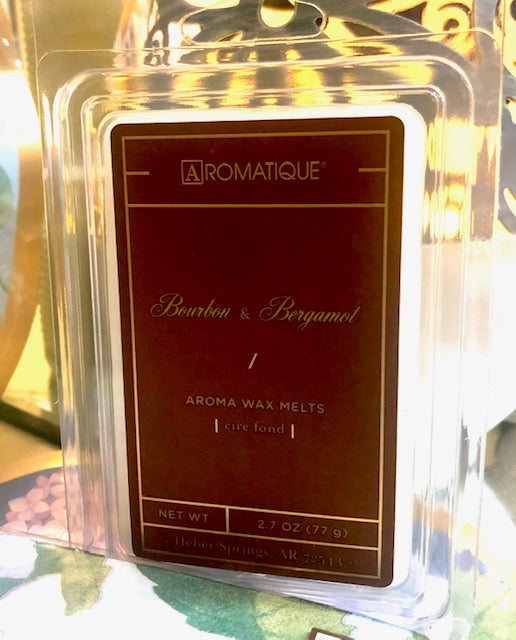 AROMATIQUE®
Bourbon & Bergamot
/
AROMA WAX MELTS
| cire fond |
NET WT
2.7 OZ (77 g)
Heber Springs, AR 72543